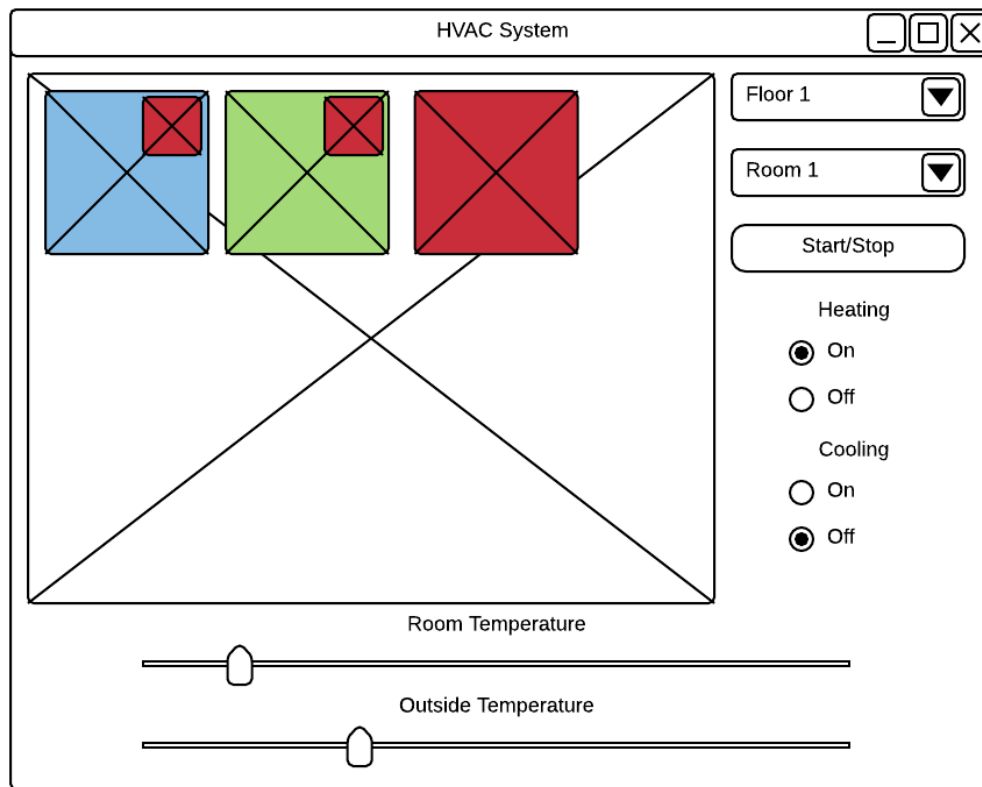 HVAC System
Floor 1
Room 1
Start/Stop
Heating
On
Off
Cooling
On
Off
Room Temperature
Outside Temperature